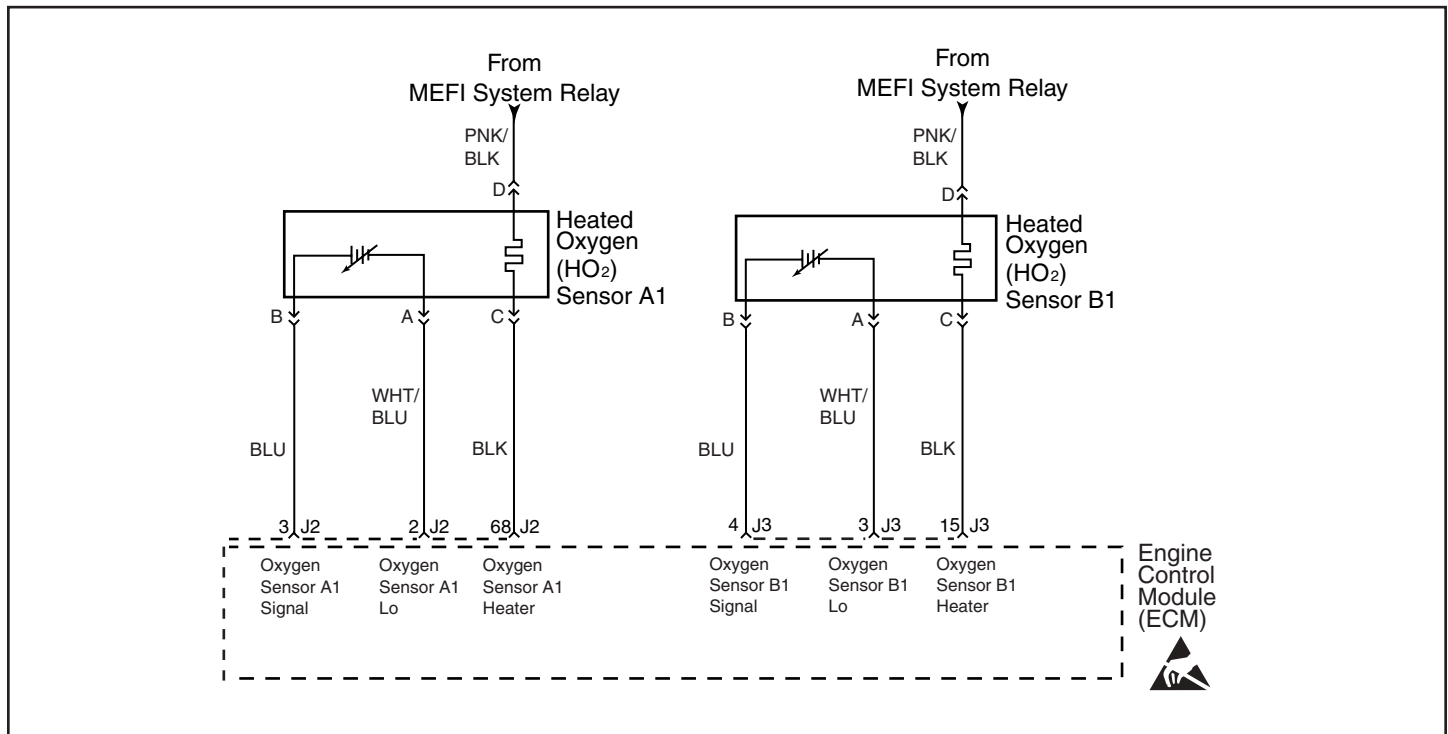 From
MEFI System Relay
PNK/
BLK
D
Heated
Oxygen
(HO2)
Sensor A1
B
A
C
BLU
WHT/
BLU
BLK
3 J2
2 J2
68 J2
Oxygen
Sensor A1
Signal
Oxygen
Sensor A1
Lo
Oxygen
Sensor A1
Heater
From
MEFI System Relay
PNK/
BLK
D
Heated
Oxygen
(HO2)
Sensor B1
B
A
C
BLU
WHT/
BLU
BLK
4 J3
3 J3
15 J3
Oxygen
Sensor B1
Signal
Oxygen
Sensor B1
Lo
Oxygen
Sensor B1
Heater
Engine
Control
Module
(ECM)